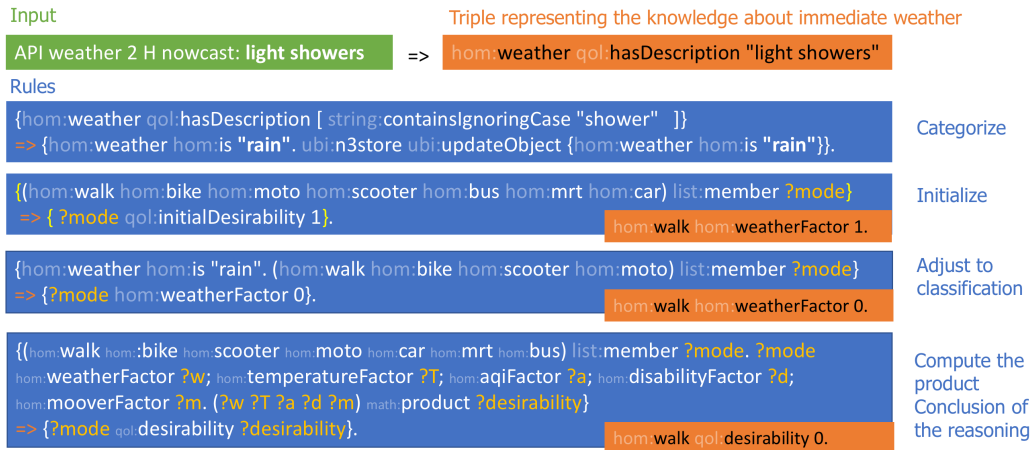 Input
Triple representing the knowledge about immediate weather
API weather 2 H nowcast: light showers
=>
hom:weather qol:hasDescription "light showers"
Rules
{hom:weather qol:hasDescription [ string:containsIgnoringCase "shower"   ]}
=> {hom:weather hom:is "rain". ubi:n3store ubi:updateObject {hom:weather hom:is "rain"}}.
Categorize
{(hom:walk hom:bike hom:moto hom:scooter hom:bus hom:mrt hom:car) list:member ?mode}
=> { ?mode qol:initialDesirability 1}.
Initialize
hom:walk hom:weatherFactor 1.
{hom:weather hom:is "rain". (hom:walk hom:bike hom:scooter hom:moto) list:member ?mode}
=> {?mode hom:weatherFactor 0}.
Adjust to
classification
hom:walk hom:weatherFactor 0.
{(hom:walk hom::bike hom:scooter hom:moto hom:car hom:mrt hom:bus) list:member ?mode. ?mode
hom:weatherFactor ?w; hom:temperatureFactor ?T; hom:aqiFactor ?a; hom:disabilityFactor ?d;
hom:mooverFactor ?m. (?w ?T ?a ?d ?m) math:product ?desirability}
=> {?mode qol:desirability ?desirability}.
Compute the
product
Conclusion of
the reasoning
hom:walk qol:desirability 0.